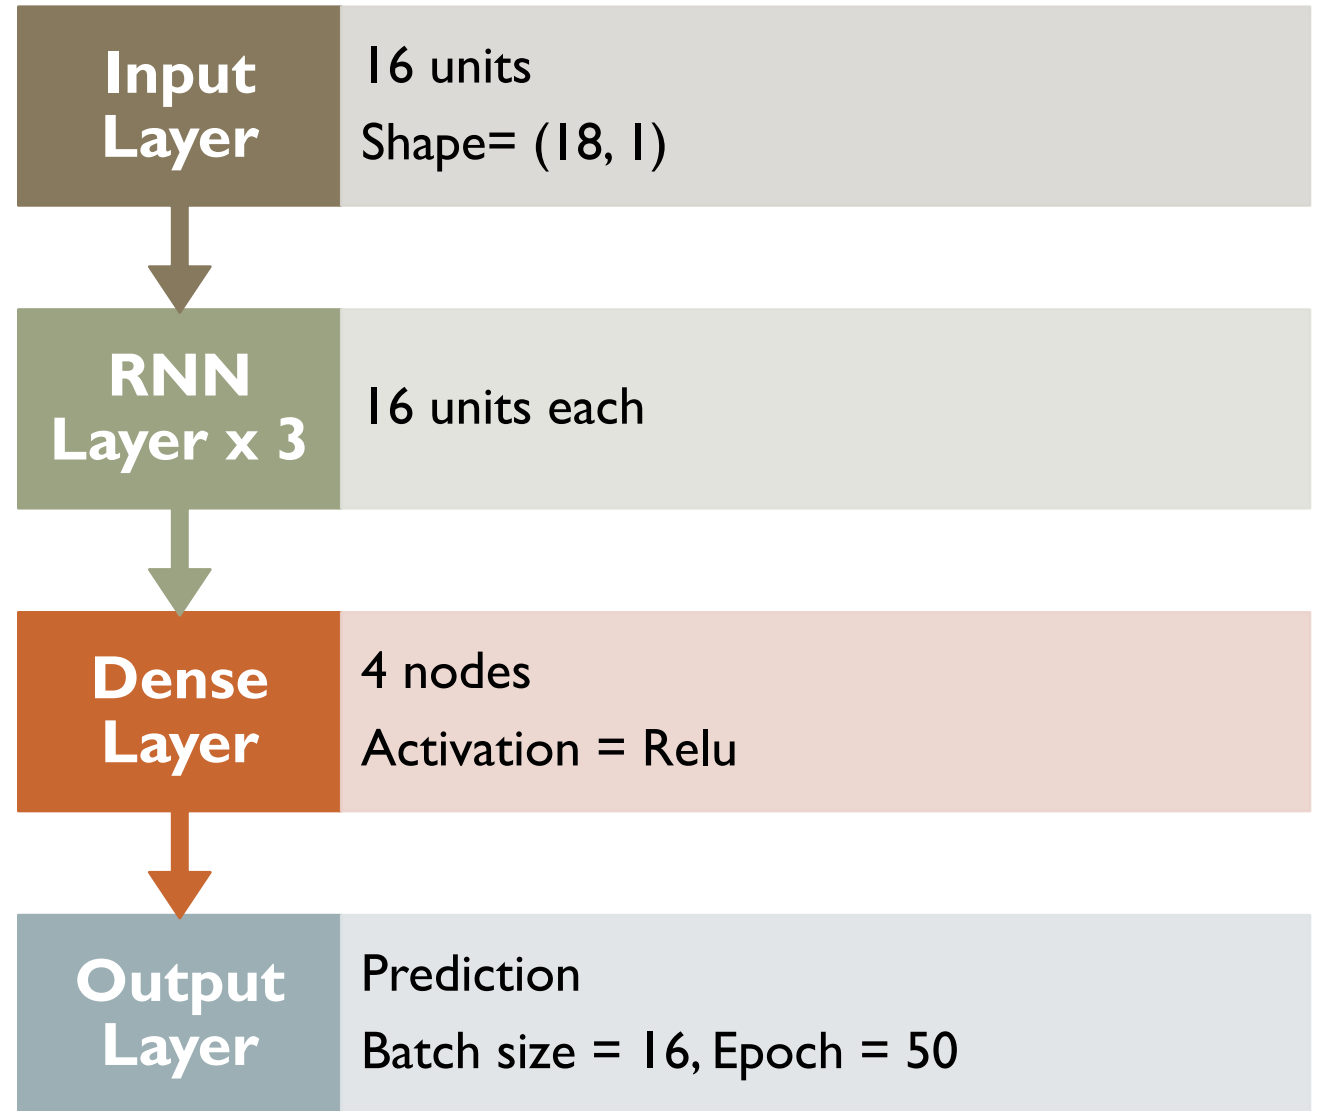 Input
Layer
16 units
Shape= (18, 1)
RNN
Layer x 3
16 units each
Dense
Layer
4 nodes
Activation = Relu
Output
Layer
Prediction
Batch size = 16, Epoch = 50